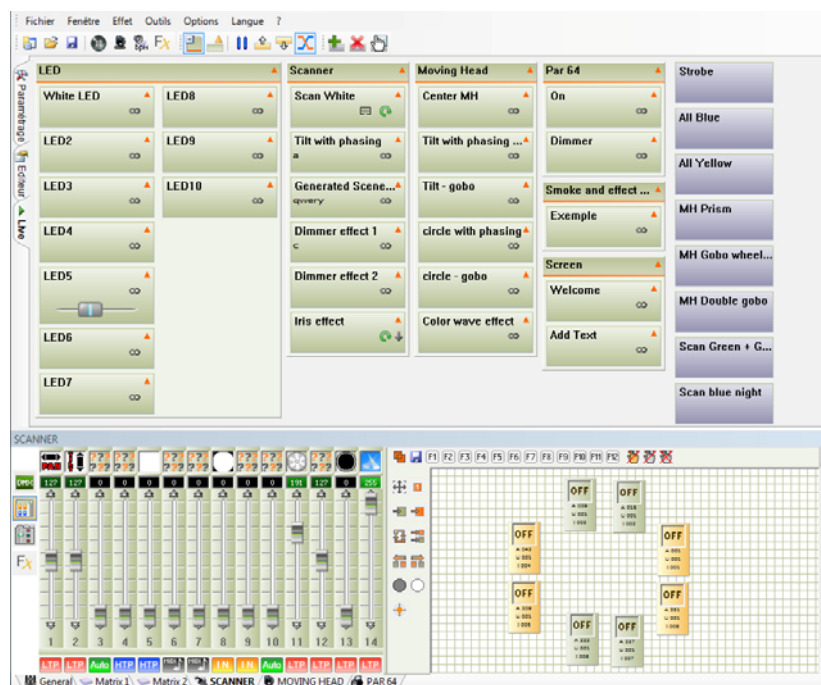 Fichier Fenêtre Effet Outils Options Langue ?
Paramétrage
Editeur
Live
LED Scanner Moving Head Par 64 Strobe
White LED LED8 Scan White Center MH On
All Blue
LED2 LED9 Tilt with phasing Tilt with phasing ... Dimmer
a
All Yellow
LED3 LED10 Generated Scene... Tilt - gobo Smoke and effect ...
qwery
Exemple MH Prism
LED4 Dimmer effect 1 circle with phasing
c
Screen MH Gobo wheel...
LED5 Dimmer effect 2 circle - gobo Welcome
MH Double gobo
LED6 Iris effect Color wave effect Add Text
Scan Green + G...
LED7 Scan blue night
SCANNER
PAN ??? ??? ??? ??? ??? ???
F1 F2 F3 F4 F5 F6 F7 F8 F9 F10 F11 F12
DMX 127 127 0 0 0 0 0 0 0 0 191 127 0 255
Fx
OFF OFF
OFF OFF
OFF OFF
OFF OFF
1 2 3 4 5 6 7 8 9 10 11 12 13 14
LTP LTP Auto HTP HTP MIDI MIDI IN IN Auto LTP LTP LTP LTP
General Matrix 1 Matrix 2 SCANNER MOVING HEAD PAR 64